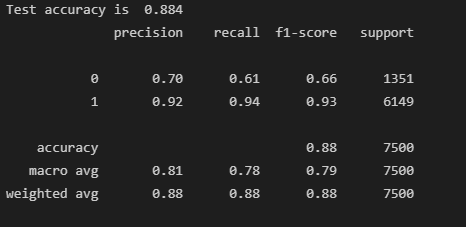 Test accuracy is  0.884
              precision    recall  f1-score   support

           0       0.70      0.61      0.66      1351
           1       0.92      0.94      0.93      6149

    accuracy                           0.88      7500
   macro avg       0.81      0.78      0.79      7500
weighted avg       0.88      0.88      0.88      7500